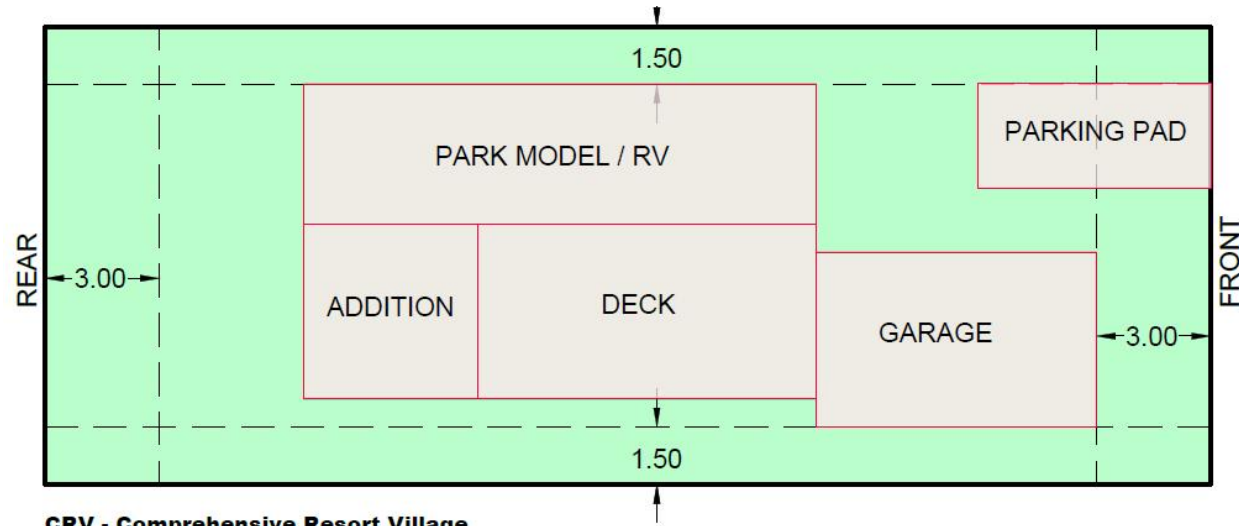 1.50
PARKING PAD
PARK MODEL / RV
REAR
3.00
ADDITION
DECK
GARAGE
3.00
FRONT
1.50
CRV - Comprehensive Resort Village